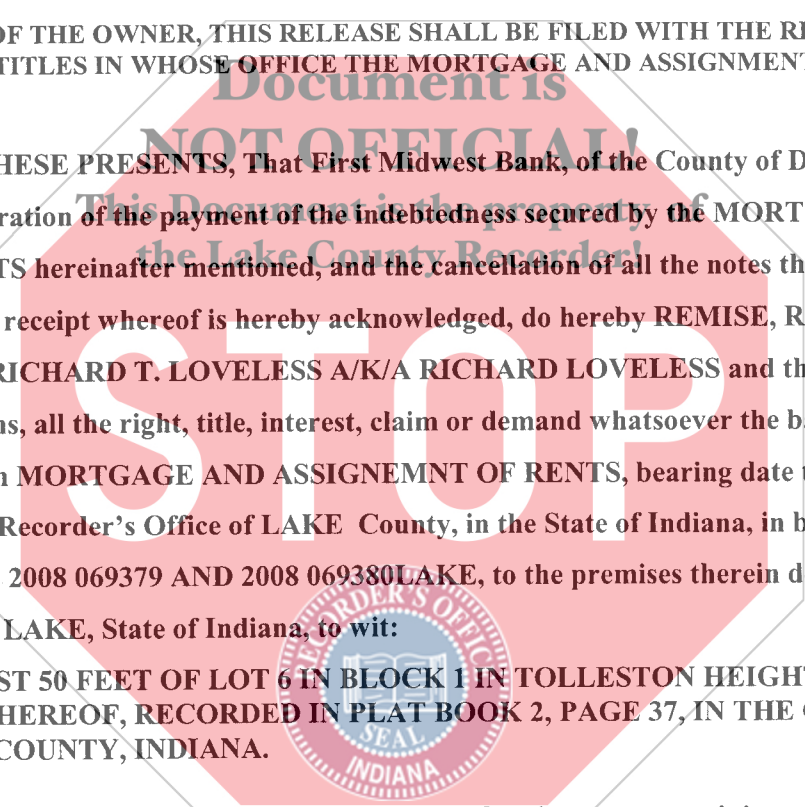 OF THE OWNER, THIS RELEASE SHALL BE FILED WITH THE
TITLES IN WHOSE OFFICE THE MORTGAGE AND ASSIGNMENT
Document is
NOT OFFICIAL!
HESE PRESENTS, That First Midwest Bank, of the County of D
This Document is the property of
ration of the payment of the indebtedness secured by the MORT
the Lake County Recorder!
TS hereinafter mentioned, and the cancellation of all the notes th
receipt whereof is hereby acknowledged, do hereby REMISE, R
RICHARD T. LOVELESS A/K/A RICHARD LOVELESS and th
STOP
ns, all the right, title, interest, claim or demand whatsoever the
MORTGAGE AND ASSIGNEMNT OF RENTS, bearing date
Recorder’s Office of LAKE County, in the State of Indiana, in b
2008 069379 AND 2008 069380LAKE, to the premises therein d
LAKE, State of Indiana, to wit:
RECORDER'S OFFICE
ST 50 FEET OF LOT 6 IN BLOCK 1 IN TOLLESTON HEIGHT
HEREOF, RECORDED IN PLAT BOOK 2, PAGE 37, IN THE
SEAL
COUNTY, INDIANA.
INDIANA